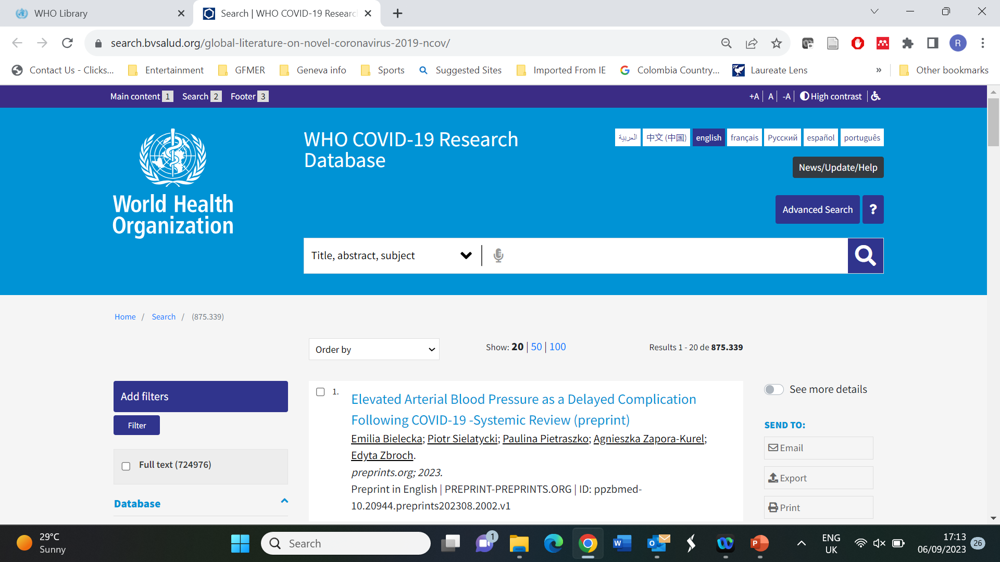 WHO Library
Search | WHO COVID-19 Researc
search.bvsalud.org/global-literature-on-novel-coronavirus-2019-ncov/
R
Contact Us - Clicks...
Entertainment
GFMER
Geneva info
Sports
Suggested Sites
Imported From IE
Colombia Country...
Laureate Lens
»
Other bookmarks
Main content 1
Search 2
Footer 3
+A | A | -A | High contrast
WHO COVID-19 Research
Database
العربية
中文 (中国)
english
français
Русский
español
português
News/Update/Help
World Health
Organization
Advanced Search
?
Title, abstract, subject
Home / Search / (875.339)
Order by
Show: 20 | 50 | 100
Results 1 - 20 de 875.339
Add filters
Filter
Full text (724976)
Database
1.
Elevated Arterial Blood Pressure as a Delayed Complication
Following COVID-19 -Systemic Review (preprint)
Emilia Bielecka; Piotr Sielatycki; Paulina Pietraszko; Agnieszka Zapora-Kurel;
Edyta Zbroch.
preprints.org; 2023.
Preprint in English | PREPRINT-PREPRINTS.ORG | ID: ppzbmed-
10.20944.preprints202308.2002.v1
See more details
SEND TO:
Email
Export
Print
29°C
Sunny
Search
1
ENG
UK
17:13
06/09/2023
26